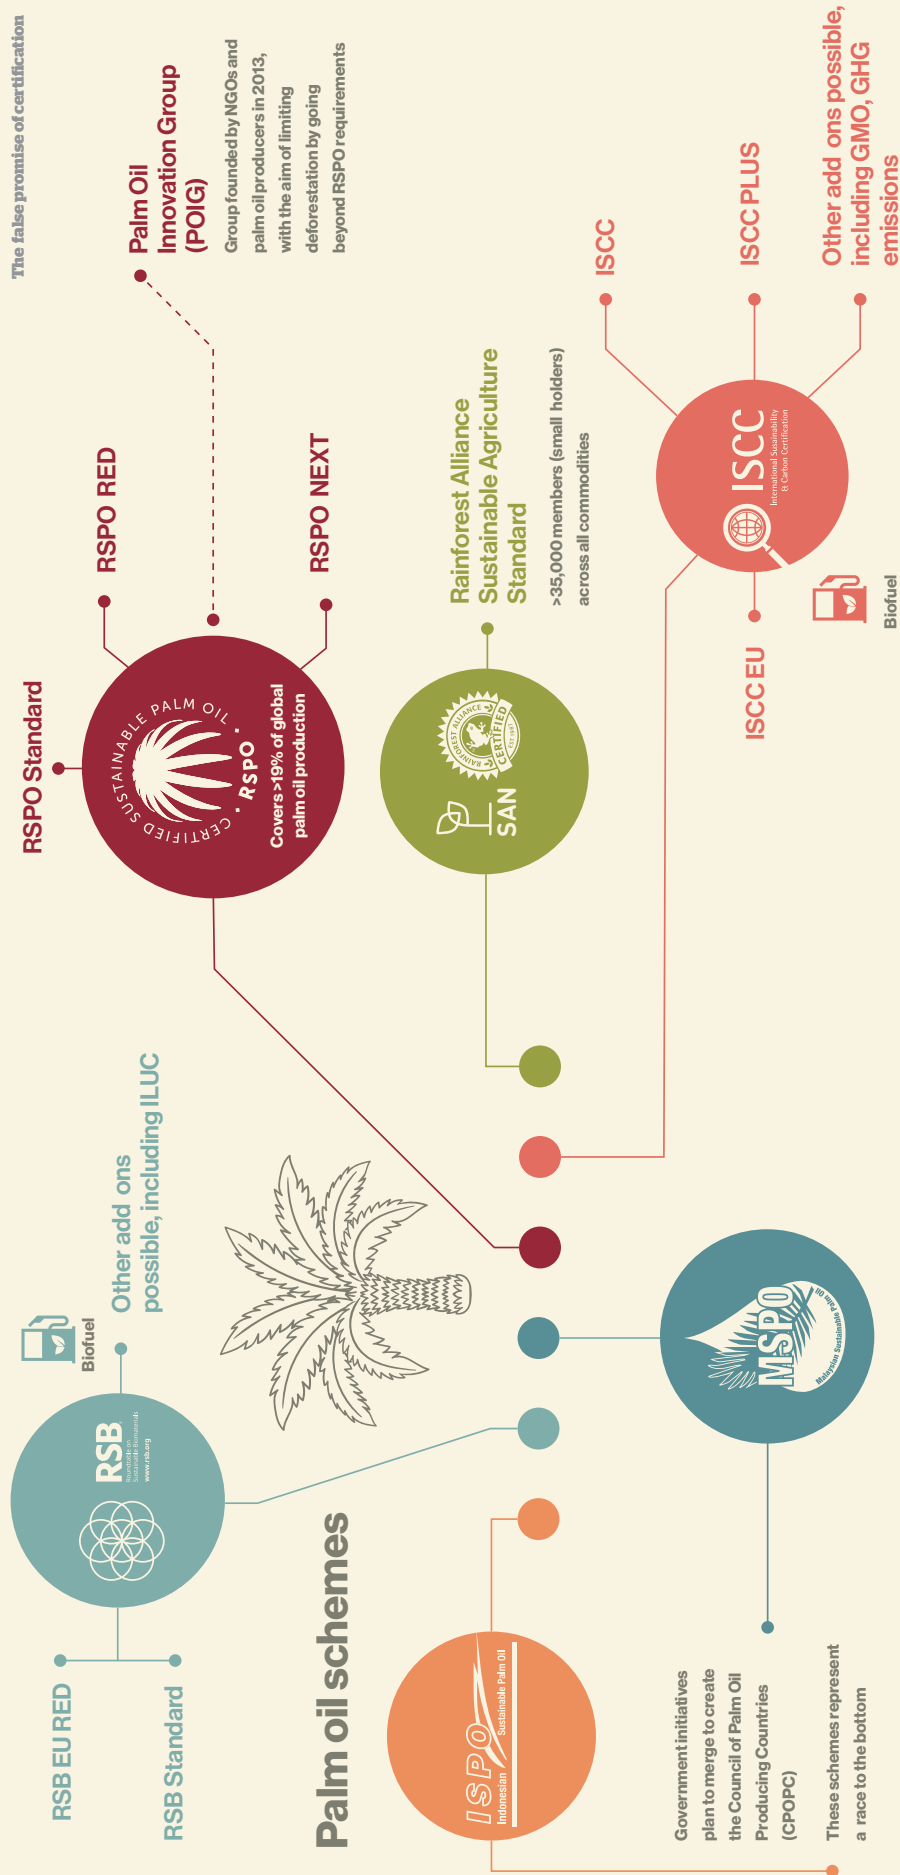 The false promise of certification
RSPO Standard
RSPO RED
RSPO NEXT
Palm Oil
Innovation Group
(POIG)
Group founded by NGOs and
palm oil producers in 2013,
with the aim of limiting
deforestation by going
beyond RSPO requirements
CERTIFIED SUSTAINABLE PALM OIL
RSPO
Covers >19% of global
palm oil production
Rainforest Alliance
Sustainable Agriculture
Standard
>35,000 members (small holders)
across all commodities
SAN
RAINFOREST ALLIANCE
CERTIFIED
EST. 1987
ISCC
ISCC PLUS
Other add ons possible,
including GMO, GHG
emissions
ISCC
International Sustainability
& Carbon Certification
ISCC EU
Biofuel
RSB EU RED
RSB Standard
RSB
Roundtable on
Sustainable Biomaterials
www.rsb.org
Biofuel
Other add ons
possible, including ILUC
Palm oil schemes
ISPO
Indonesian Sustainable Palm Oil
MSPO
Malaysian Sustainable Palm Oil
Government initiatives
plan to merge to create
the Council of Palm Oil
Producing Countries
(CPOPC)
These schemes represent
a race to the bottom